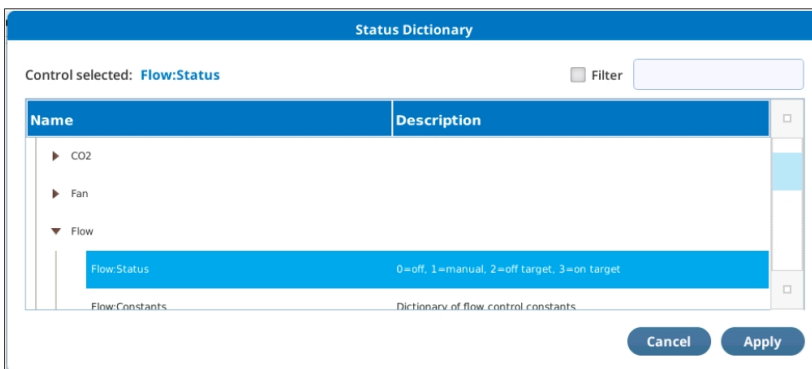 Status Dictionary
Control selected: Flow:Status
Filter
Name Description
CO2
Fan
Flow
Flow:Status 0=off, 1=manual, 2=off target, 3=on target
Flow:Constants Dictionary of flow control constants
Cancel Apply